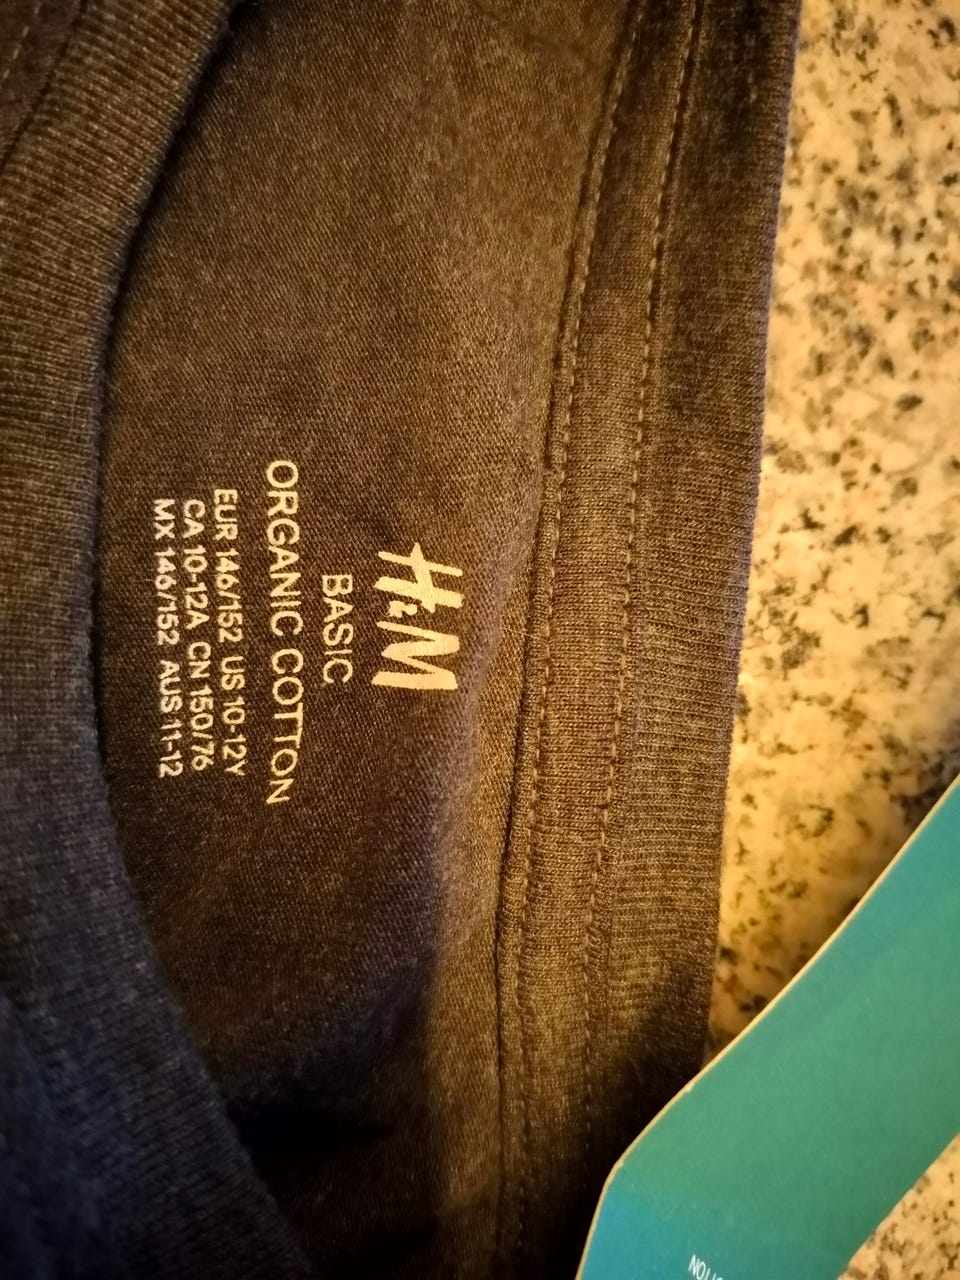 H&M
BASIC
ORGANIC COTTON
EUR 146/152 US 10-12Y
CA 10-12A CN 150/76
MX 146/152 AUS 11-12